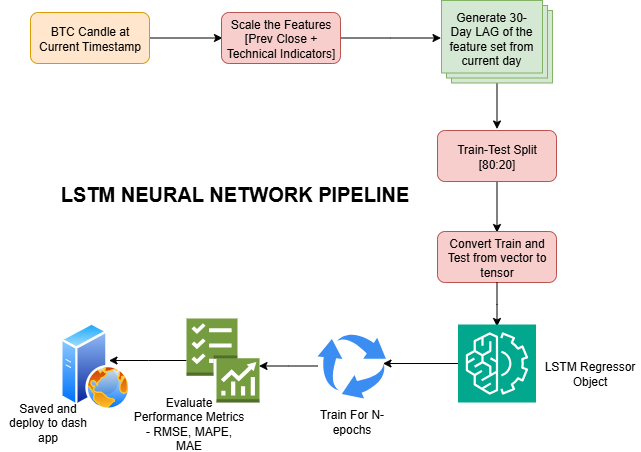 BTC Candle at
Current Timestamp
Scale the Features
[Prev Close +
Technical Indicators]
Generate 30-
Day LAG of the
feature set from
current day
Train-Test Split
[80:20]
LSTM NEURAL NETWORK PIPELINE
Convert Train and
Test from vector to
tensor
LSTM Regressor
Object
Train For N-
epochs
Evaluate
Performance Metrics
- RMSE, MAPE,
MAE
Saved and
deploy to dash
app